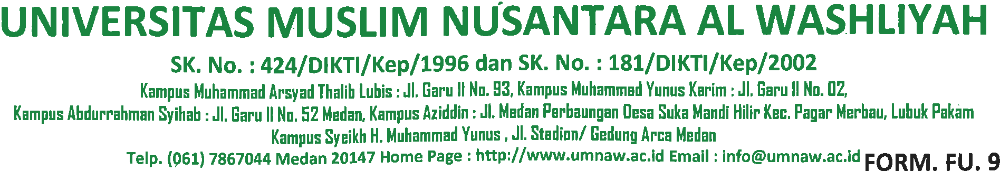 UNIVERSITAS MUSLIM NUSANTARA AL WASHLIYAH
SK. No. : 424/DIKTI/Kep/1996 dan SK. No. : 181/DIKTI/Kep/2002
Kampus Muhammad Arsyad Thalib Lubis : Jl. Garu II No. 93, Kampus Muhammad Yunus Karim : Jl. Garu II No. 02,
Kampus Abdurrahman Syihab : Jl. Garu II No. 52 Medan, Kampus Aziddin : Jl. Medan Perbaungan Desa Suka Mandi Hilir Kec. Pagar Merbau, Lubuk Pakam
Kampus Syeikh H. Muhammad Yunus , Jl. Stadion/ Gedung Arca Medan
Telp. (061) 7867044 Medan 20147 Home Page : http://www.umnaw.ac.id Email : info@umnaw.ac.id FORM. FU. 9